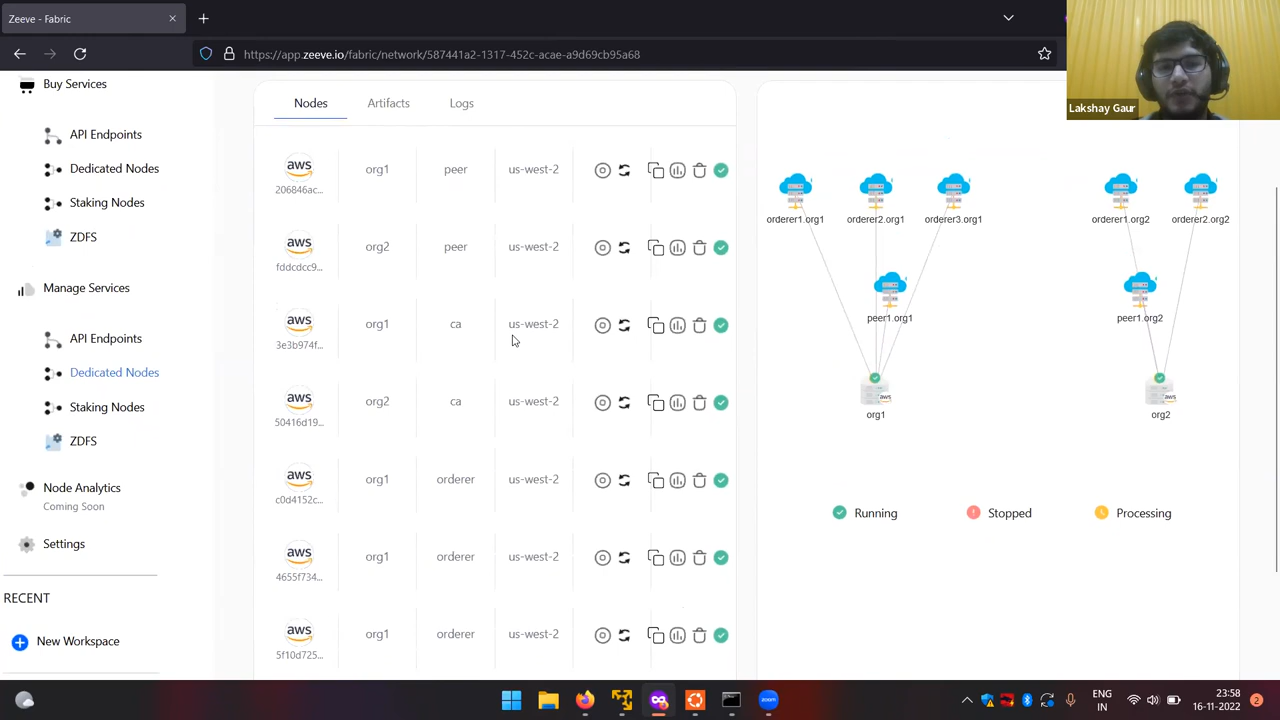 Zeeve - Fabric
https://app.zeeve.io/fabric/network/587441a2-1317-452c-acae-a9d69cb95a68
Lakshay Gaur
Buy Services
API Endpoints
Dedicated Nodes
Staking Nodes
ZDFS
Manage Services
API Endpoints
Dedicated Nodes
Staking Nodes
ZDFS
Node Analytics
Coming Soon
Settings
RECENT
New Workspace
Nodes Artifacts Logs
aws org1 peer us-west-2
206846ac...
aws org2 peer us-west-2
fddcdcc9...
aws org1 ca us-west-2
3e3b974f...
aws org2 ca us-west-2
50416d19...
aws org1 orderer us-west-2
c0d4152c...
aws org1 orderer us-west-2
4655f734...
aws org1 orderer us-west-2
5f10d725...
orderer1.org1 orderer2.org1 orderer3.org1 orderer1.org2 orderer2.org2
peer1.org1 peer1.org2
aws aws
org1 org2
Running Stopped Processing
zoom
ENG
IN
23:58
16-11-2022
2